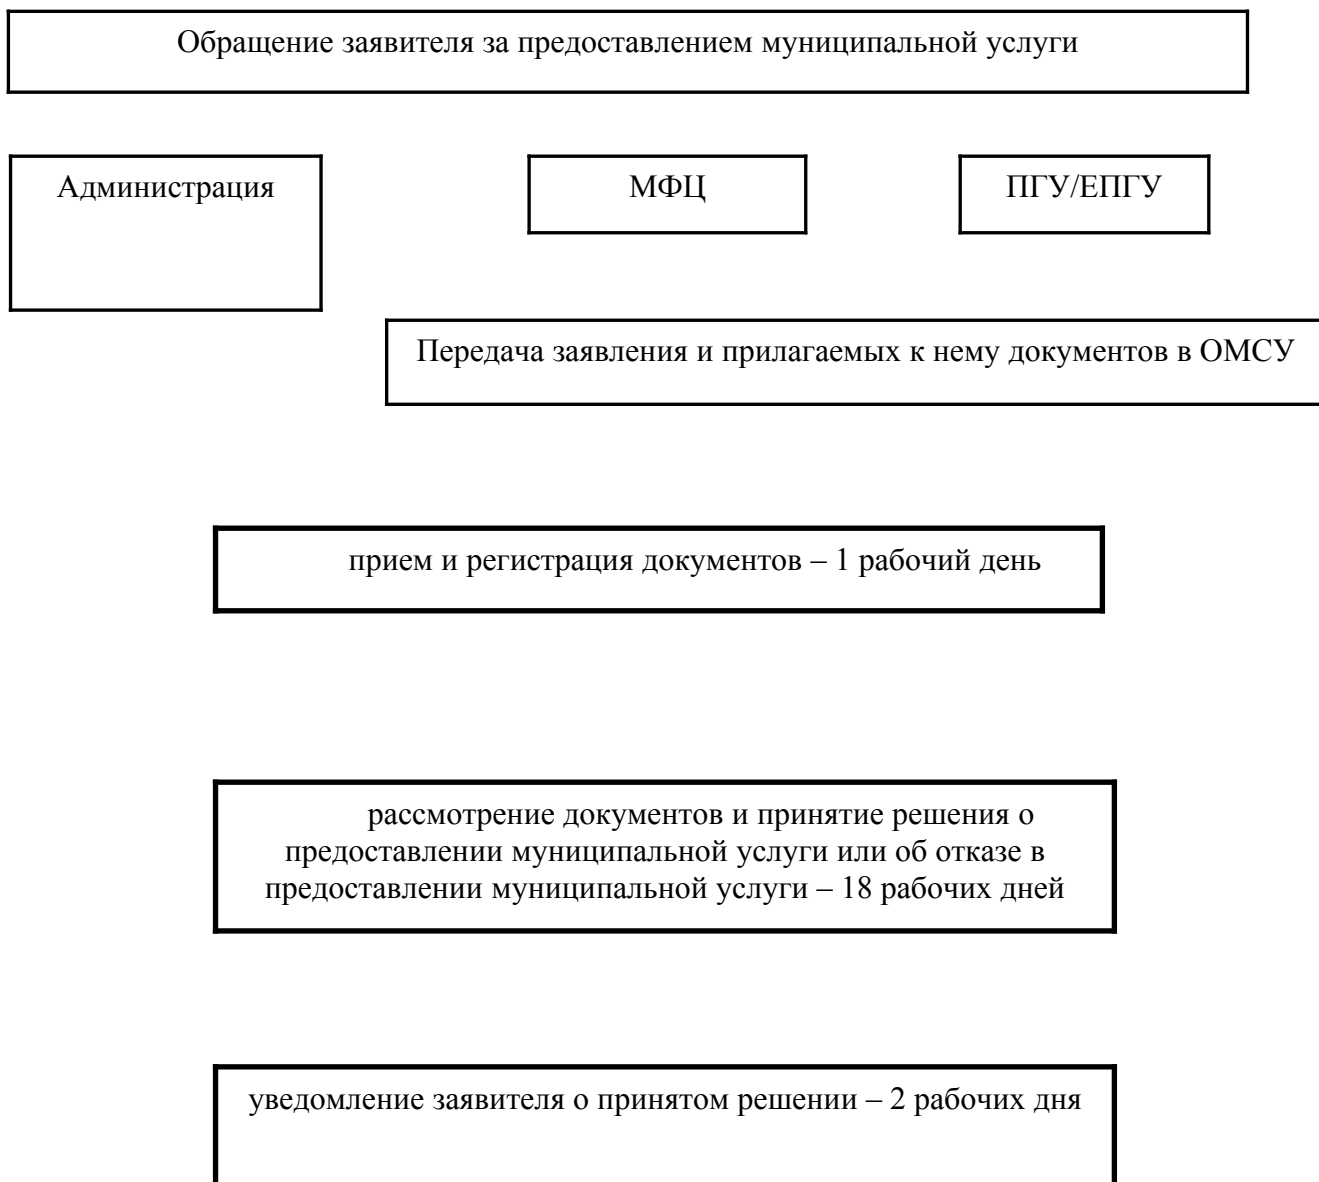 Обращение заявителя за предоставлением муниципальной услуги
Администрация
МФЦ
ПГУ/ЕПГУ
Передача заявления и прилагаемых к нему документов в ОМСУ
прием и регистрация документов – 1 рабочий день
рассмотрение документов и принятие решения о
предоставлении муниципальной услуги или об отказе в
предоставлении муниципальной услуги – 18 рабочих дней
уведомление заявителя о принятом решении – 2 рабочих дня